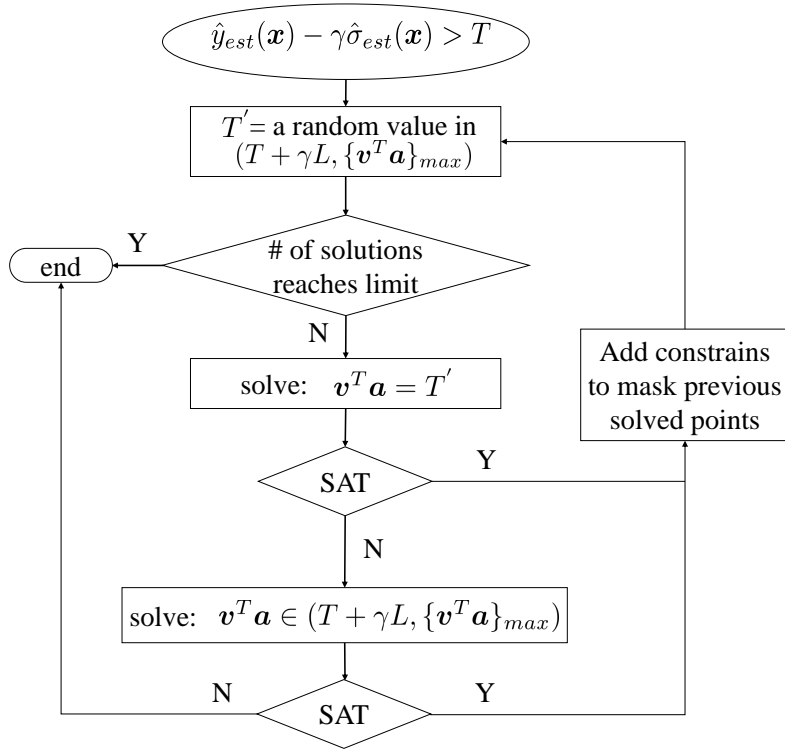 ŷ_est(x) − γσ̂_est(x) > T
T′= a random value in
(T + γL, {v^T a}_max)
Y
# of solutions
reaches limit
end
N
solve: v^T a = T′
Add constrains
to mask previous
solved points
SAT
Y
N
solve: v^T a ∈ (T + γL, {v^T a}_max)
N
SAT
Y